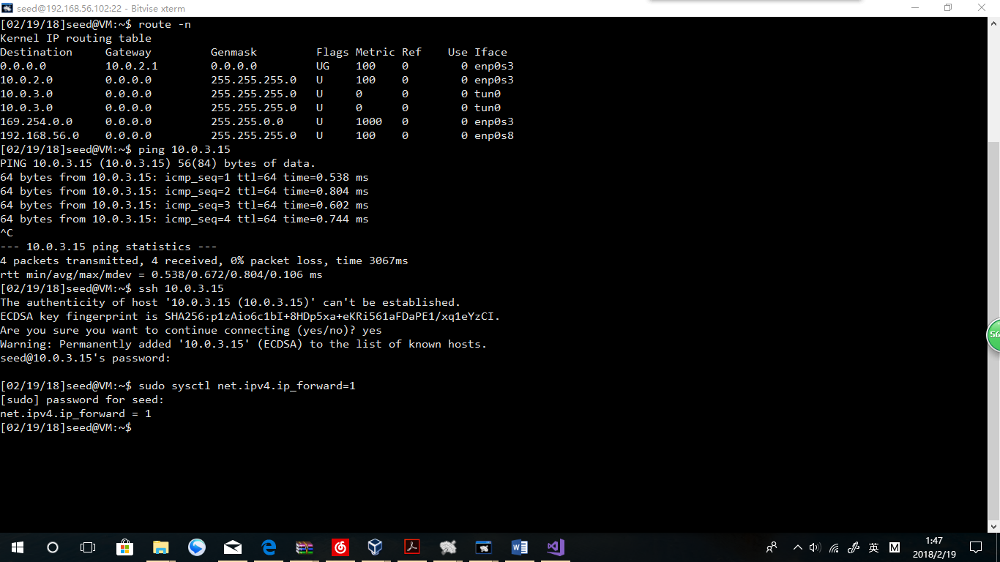 seed@192.168.56.102:22 - Bitvise xterm
[02/19/18]seed@VM:~$ route -n
Kernel IP routing table
Destination     Gateway         Genmask         Flags Metric Ref    Use Iface
0.0.0.0         10.0.2.1        0.0.0.0         UG    100    0        0 enp0s3
10.0.2.0        0.0.0.0         255.255.255.0   U     100    0        0 enp0s3
10.0.3.0        0.0.0.0         255.255.255.0   U     0      0        0 tun0
10.0.3.0        0.0.0.0         255.255.255.0   U     0      0        0 tun0
169.254.0.0     0.0.0.0         255.255.0.0     U     1000   0        0 enp0s3
192.168.56.0    0.0.0.0         255.255.255.0   U     100    0        0 enp0s8
[02/19/18]seed@VM:~$ ping 10.0.3.15
PING 10.0.3.15 (10.0.3.15) 56(84) bytes of data.
64 bytes from 10.0.3.15: icmp_seq=1 ttl=64 time=0.538 ms
64 bytes from 10.0.3.15: icmp_seq=2 ttl=64 time=0.804 ms
64 bytes from 10.0.3.15: icmp_seq=3 ttl=64 time=0.602 ms
64 bytes from 10.0.3.15: icmp_seq=4 ttl=64 time=0.744 ms
^C
--- 10.0.3.15 ping statistics ---
4 packets transmitted, 4 received, 0% packet loss, time 3067ms
rtt min/avg/max/mdev = 0.538/0.672/0.804/0.106 ms
[02/19/18]seed@VM:~$ ssh 10.0.3.15
The authenticity of host '10.0.3.15 (10.0.3.15)' can't be established.
ECDSA key fingerprint is SHA256:p1zAio6c1bI+8HDp5xa+eKRi561aFDaPE1/xq1eYzCI.
Are you sure you want to continue connecting (yes/no)? yes
Warning: Permanently added '10.0.3.15' (ECDSA) to the list of known hosts.
seed@10.0.3.15's password:
[02/19/18]seed@VM:~$ sudo sysctl net.ipv4.ip_forward=1
[sudo] password for seed:
net.ipv4.ip_forward = 1
[02/19/18]seed@VM:~$
56
英 M
1:47
2018/2/19